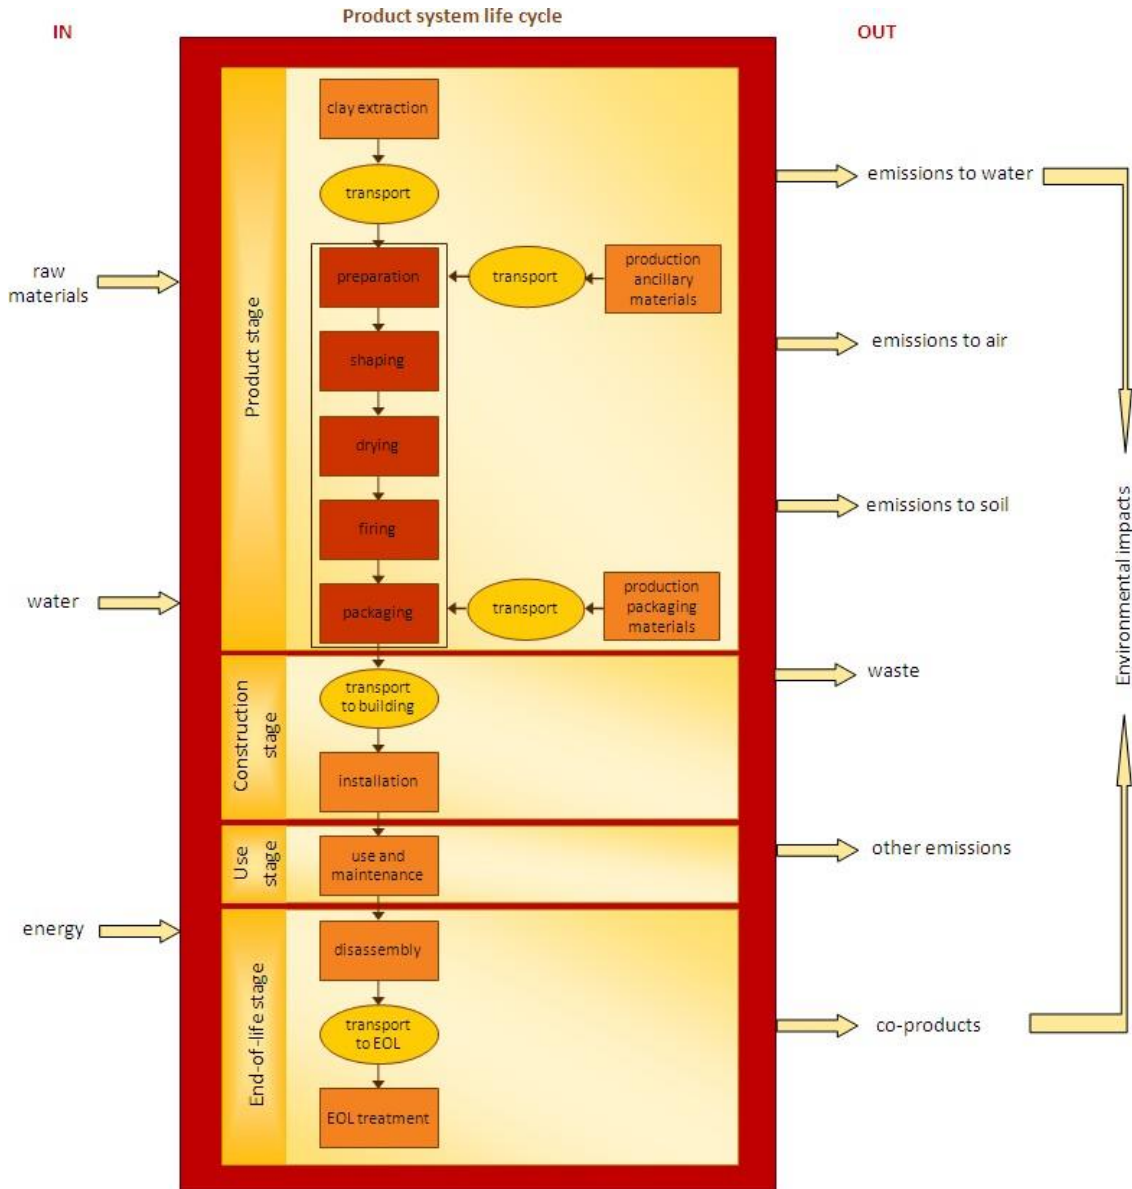 Product system life cycle
IN
OUT
clay extraction
transport
preparation
transport
production
ancillary
materials
shaping
drying
firing
packaging
transport
production
packaging
materials
Product stage
transport
to building
installation
Construction
stage
use and
maintenance
Use
stage
disassembly
transport
to EOL
EOL treatment
End-of-life stage
raw
materials
water
energy
emissions to water
emissions to air
emissions to soil
waste
other emissions
co-products
Environmental impacts